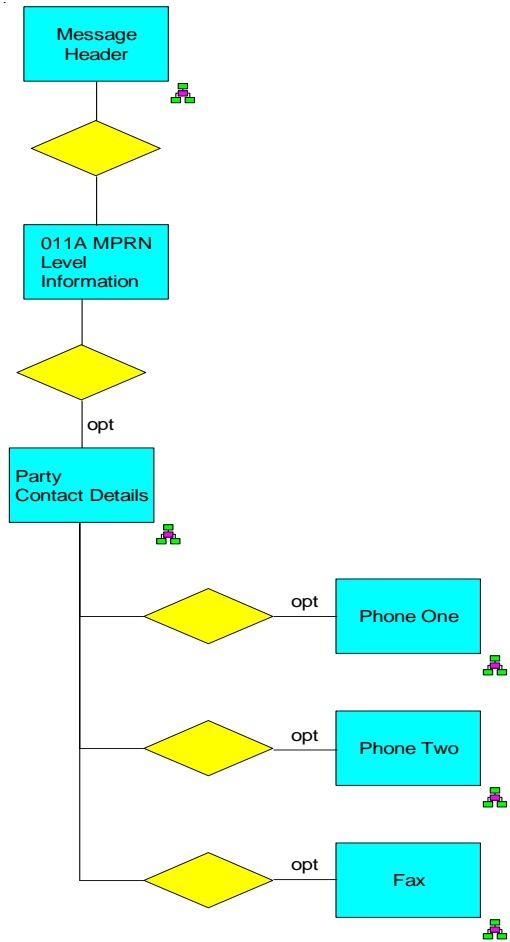 Message
Header
011A MPRN
Level
Information
opt
Party
Contact Details
opt
Phone One
opt
Phone Two
opt
Fax